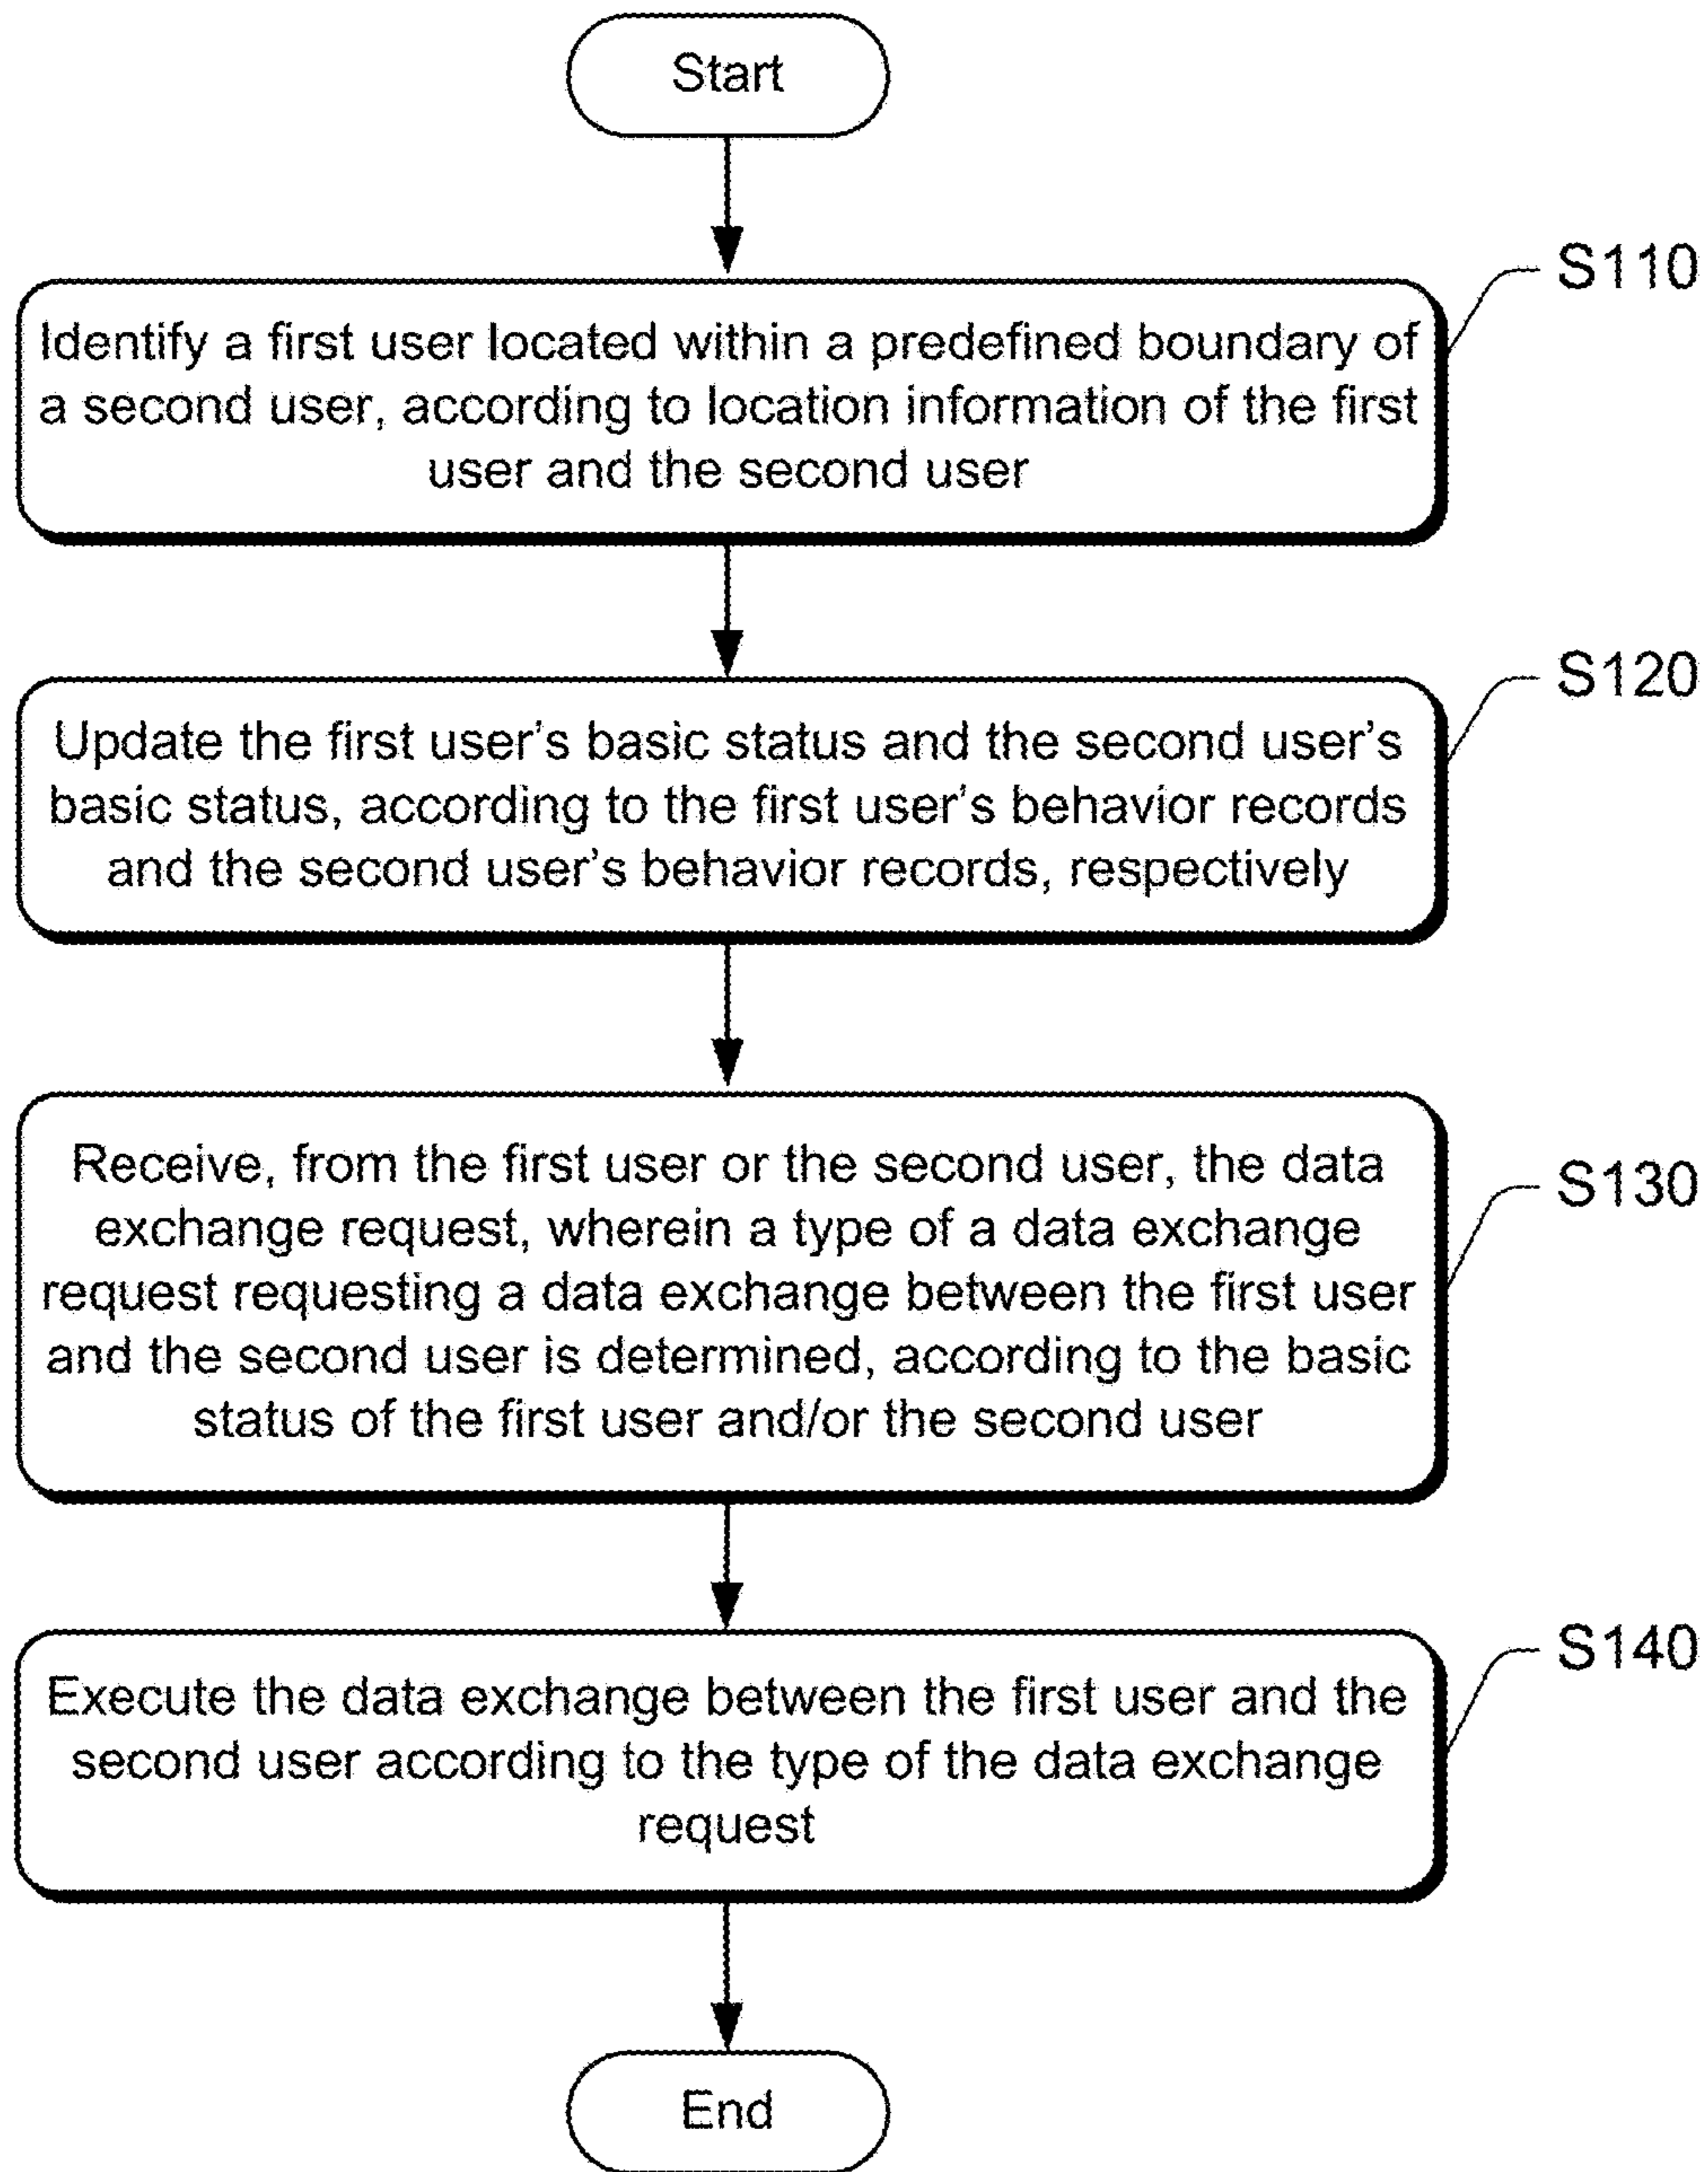 Start
S110
Identify a first user located within a predefined boundary of
a second user, according to location information of the first
user and the second user
S120
Update the first user's basic status and the second user's
basic status, according to the first user's behavior records
and the second user's behavior records, respectively
S130
Receive, from the first user or the second user, the data
exchange request, wherein a type of a data exchange
request requesting a data exchange between the first user
and the second user is determined, according to the basic
status of the first user and/or the second user
S140
Execute the data exchange between the first user and the
second user according to the type of the data exchange
request
End